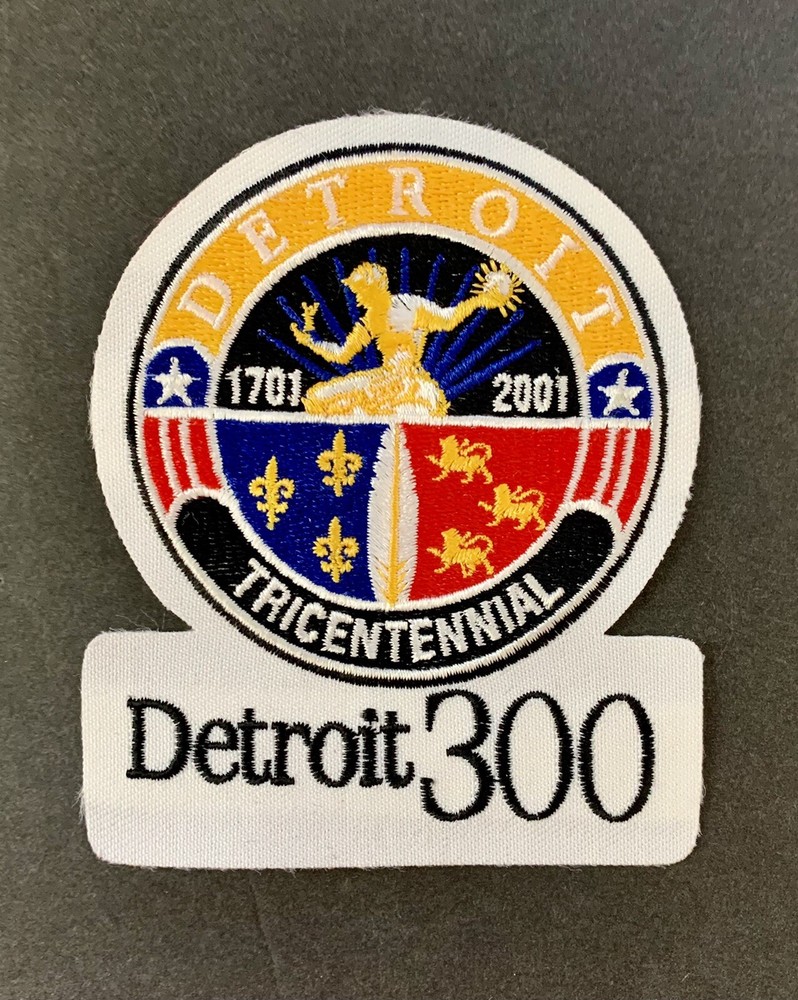 DETROIT
1701 2001
TRICENTENNIAL
Detroit 300